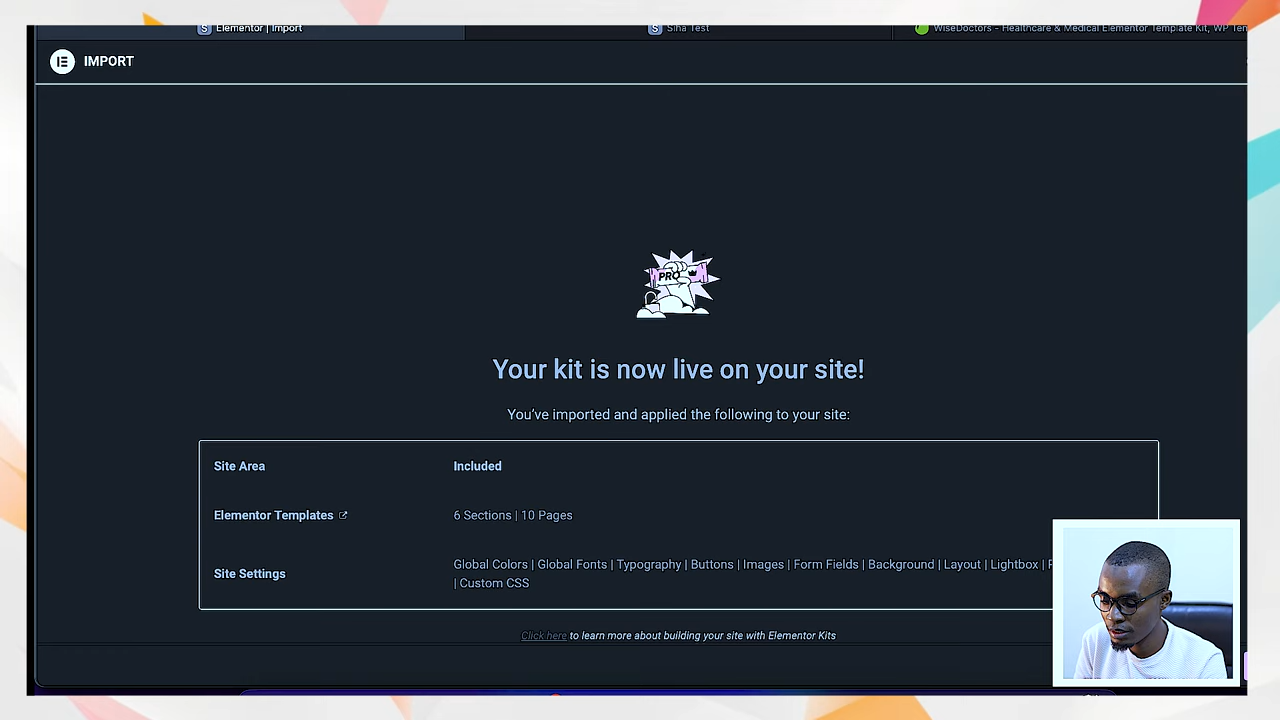 Elementor | Import
Siha Test
WiseDoctors - Healthcare & Medical Elementor Template Kit, WP Tem
IMPORT
PRO
Your kit is now live on your site!
You've imported and applied the following to your site:
Site Area Included
Elementor Templates 6 Sections | 10 Pages
Site Settings Global Colors | Global Fonts | Typography | Buttons | Images | Form Fields | Background | Layout | Lightbox |
| Custom CSS
Click here to learn more about building your site with Elementor Kits